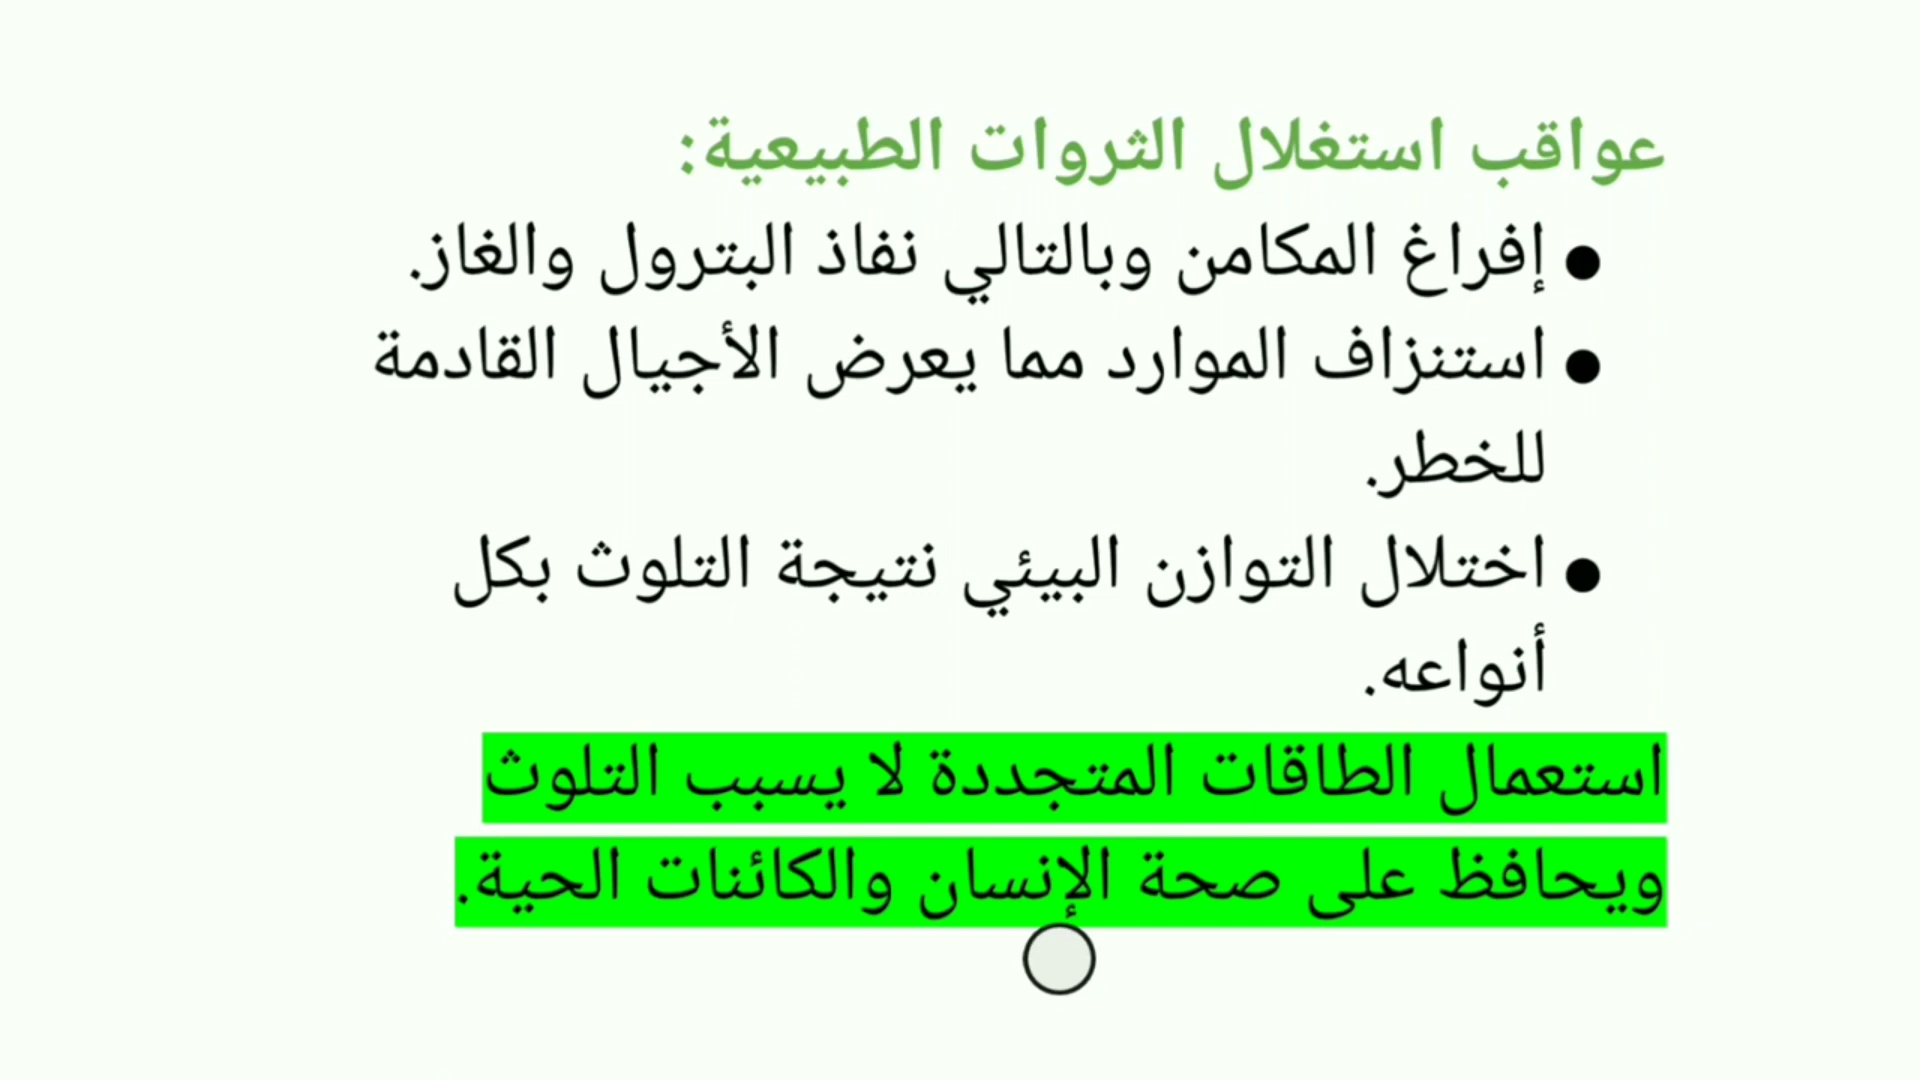 عواقب استغلال الثروات الطبيعية:
● إفراغ المكامن وبالتالي نفاذ البترول والغاز.
● استنزاف الموارد مما يعرض الأجيال القادمة
للخطر.
● اختلال التوازن البيئي نتيجة التلوث بكل
أنواعه.
استعمال الطاقات المتجددة لا يسبب التلوث
ويحافظ على صحة الإنسان والكائنات الحية.